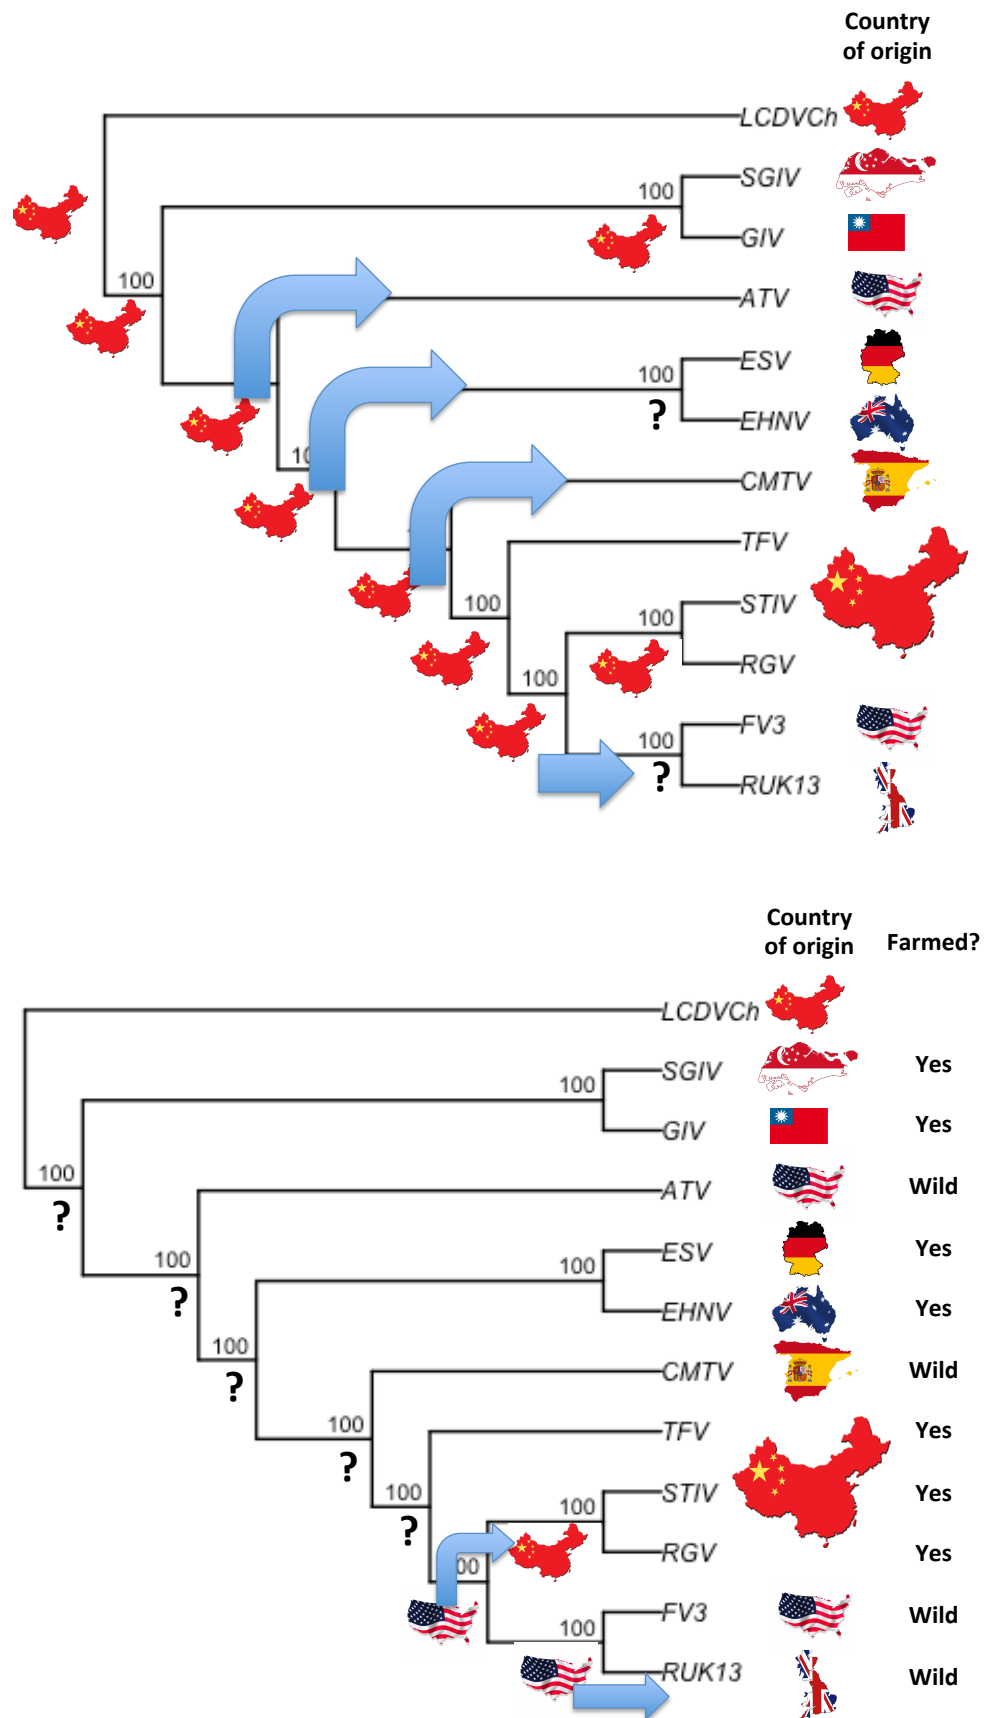 Country
of origin
LCDVCh
SGIV
100
GIV
100
ATV
ESV
100
?
EHNV
10
CMTV
TFV
100
STIV
100
RGV
100
FV3
100
?
RUK13
Country
of origin
Farmed?
LCDVCh
SGIV
Yes
100
GIV
Yes
100
?
ATV
Wild
100
?
ESV
Yes
100
EHNV
Yes
100
?
CMTV
Wild
100
?
TFV
Yes
100
?
STIV
Yes
100
RGV
Yes
00
FV3
Wild
100
RUK13
Wild